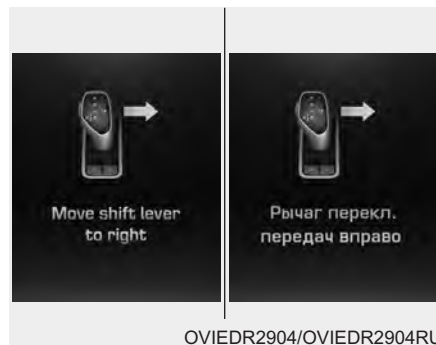 Move shift lever
to right
Рычаг перекл.
передач вправо
OVIEDR2904/OVIEDR2904RU